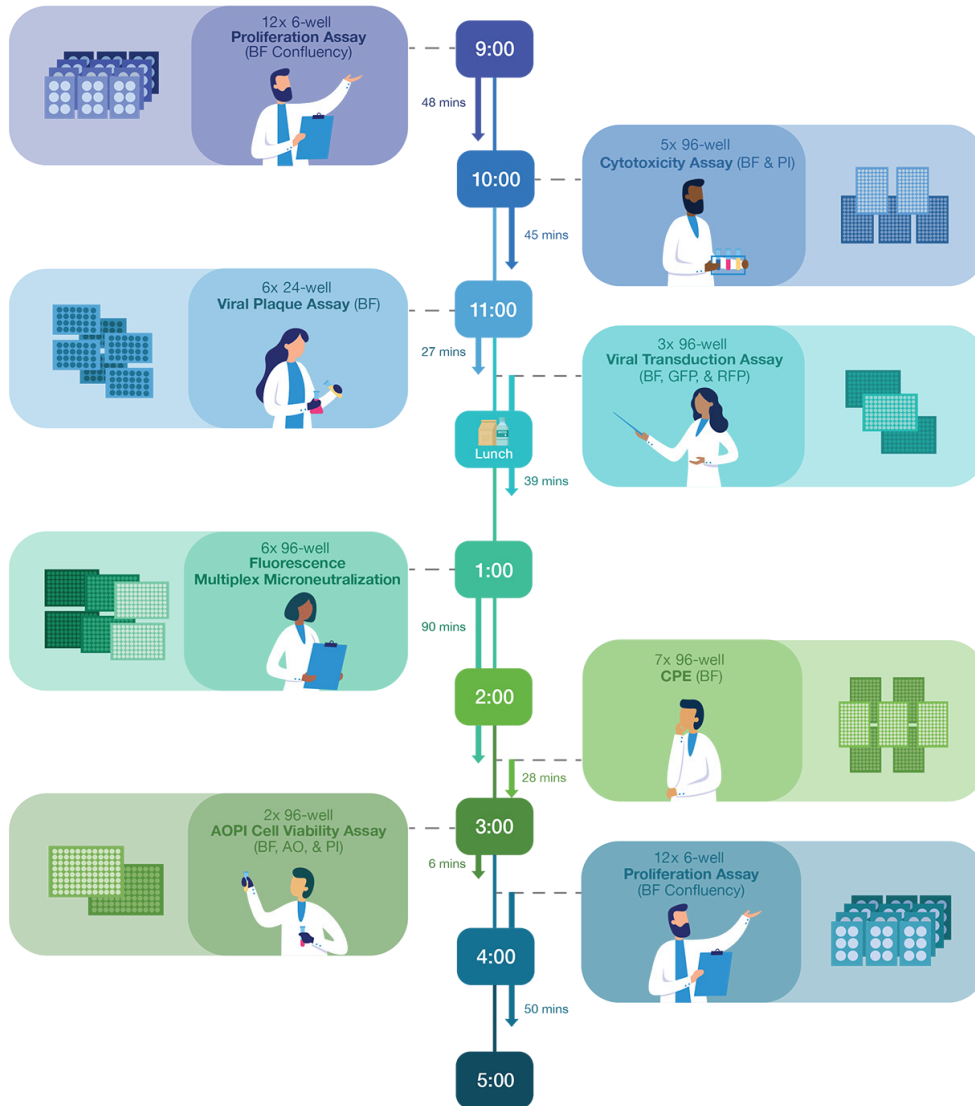 12x 6-well
Proliferation Assay
(BF Confluency)
9:00
48 mins
10:00
5x 96-well
Cytotoxicity Assay (BF & PI)
45 mins
6x 24-well
Viral Plaque Assay (BF)
11:00
27 mins
3x 96-well
Viral Transduction Assay
(BF, GFP, & RFP)
Lunch
39 mins
6x 96-well
Fluorescence
Multiplex Microneutralization
1:00
90 mins
2:00
7x 96-well
CPE (BF)
28 mins
2x 96-well
AOPI Cell Viability Assay
(BF, AO, & PI)
3:00
6 mins
12x 6-well
Proliferation Assay
(BF Confluency)
4:00
50 mins
5:00